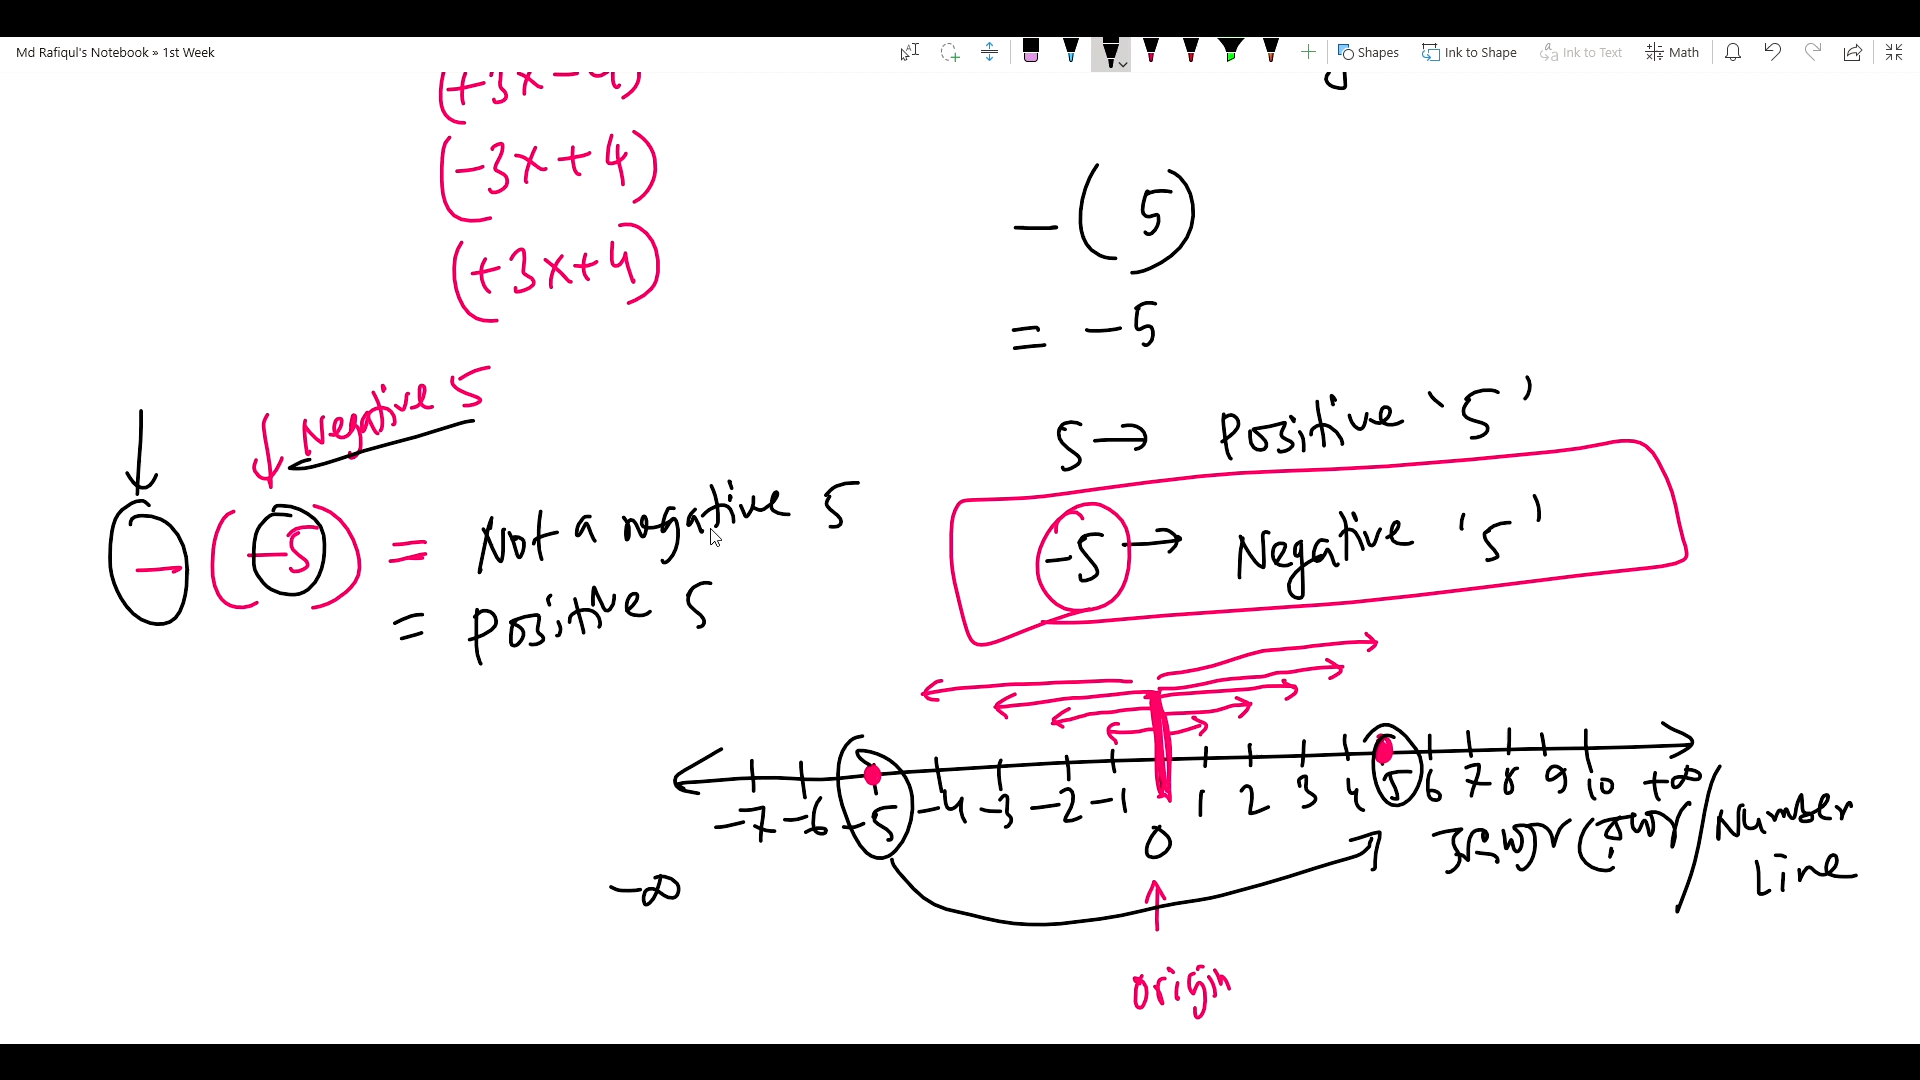 Md Rafiqul's Notebook » 1st Week
Shapes
Ink to Shape
Ink to Text
Math
(+3x-4)
(-3x+4)
(+3x+4)
-(5)
= -5
Negative 5
-(-5) = Not a negative 5
= Positive 5
5 → Positive '5'
-5 → Negative '5'
-7 -6 -5 -4 -3 -2 -1 0 1 2 3 4 5 6 7 8 9 10 +∞
-∞
/ Number
Line
origin